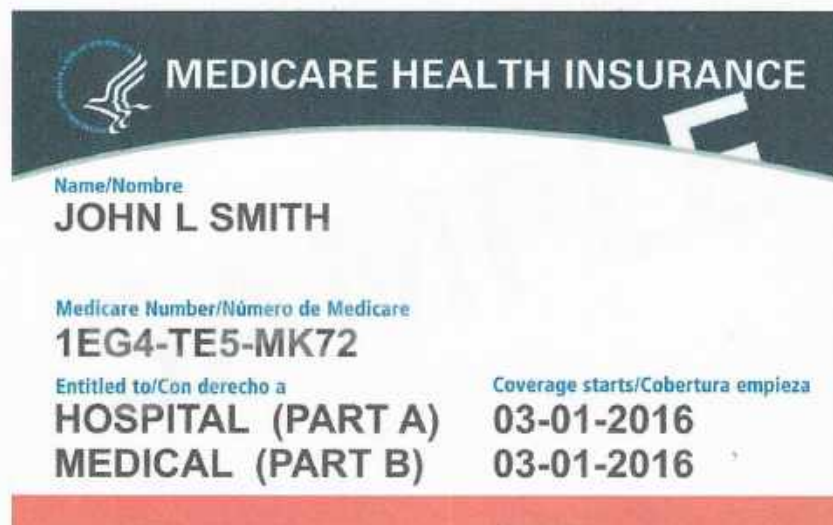 MEDICARE HEALTH INSURANCE
Name/Nombre
JOHN L SMITH
Medicare Number/Número de Medicare
1EG4-TE5-MK72
Entitled to/Con derecho a Coverage starts/Cobertura empieza
HOSPITAL (PART A) 03-01-2016
MEDICAL (PART B) 03-01-2016